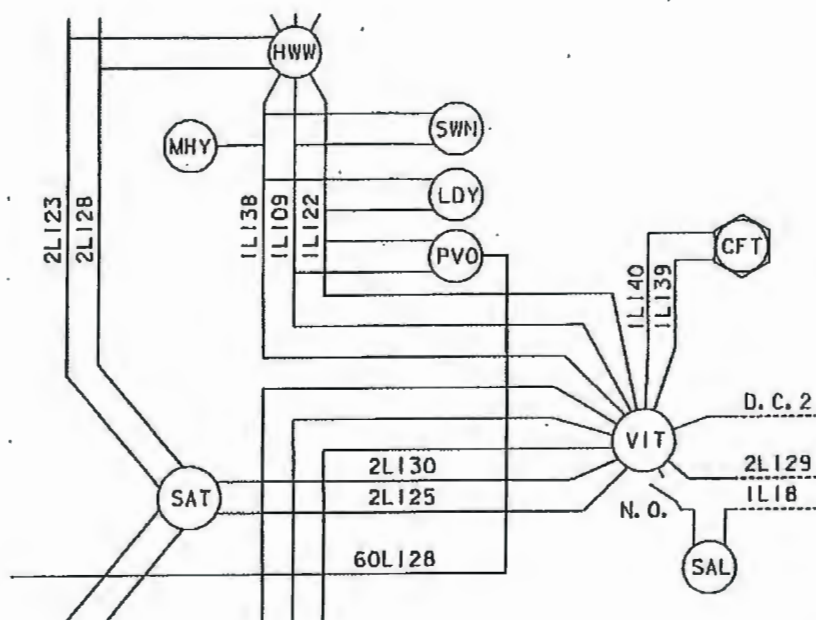 HWW
SWN
MHY
LDY
2L123
2L128
1L138
1L109
1L122
PVO
CFT
1L140
1L139
D.C.2
VIT
2L130
2L129
SAT
2L125
1L18
N.O.
60L128
SAL